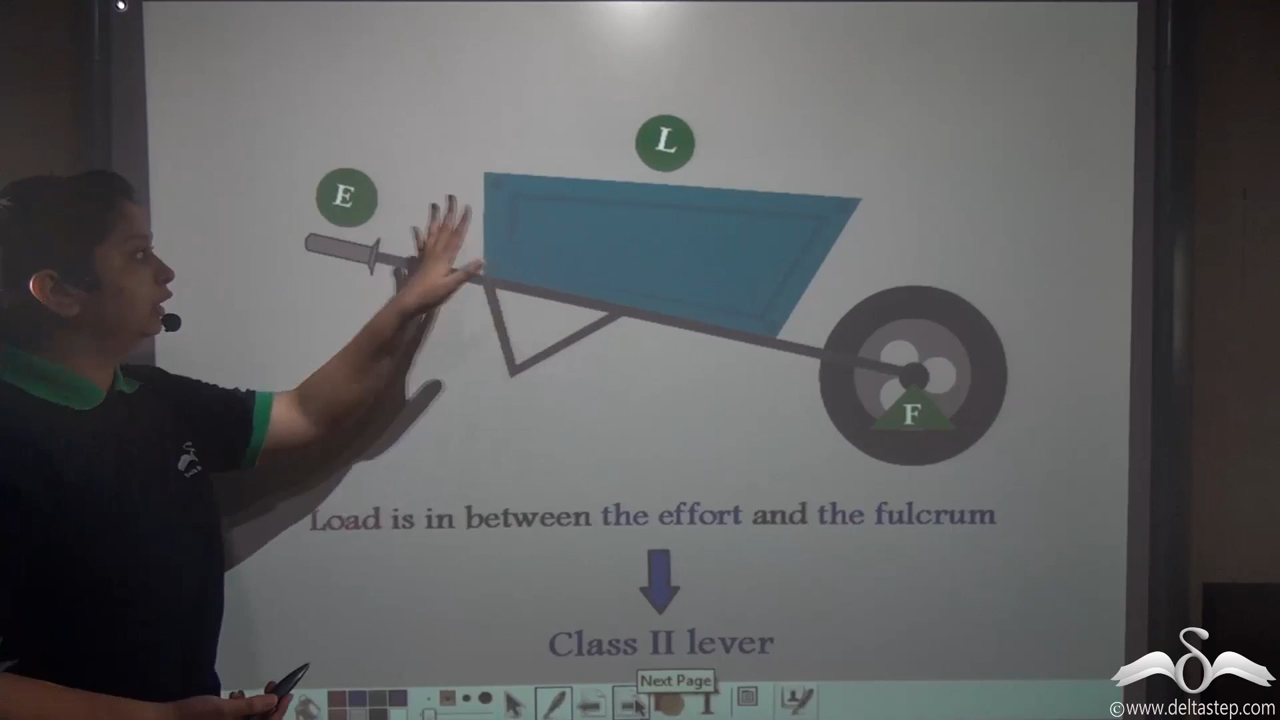 L
E
F
Load is in between the effort and the fulcrum
Class II lever
Next Page
T
©www.deltastep.com